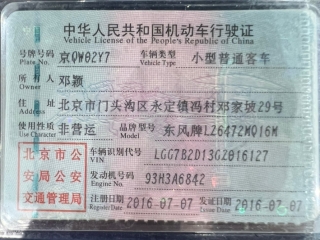 中华人民共和国机动车行驶证
Vehicle License of the People's Republic of China
号牌号码 京QW02Y7 车辆类型 小型普通客车
Plate No. Vehicle Type
所有人 邓颖
Owner
住址 北京市门头沟区永定镇冯村邓家坡29号
Address
使用性质 非营运 品牌型号 东风牌LZ6472MQ16M
Use Character Model
北京市公安局公安交通管理局
车辆识别代号 LGG7B2D13GZ016127
VIN
发动机号码 93H3A6842
Engine No.
注册日期 2016-07-07 发证日期 2016-07-07
Register Date Issue Date